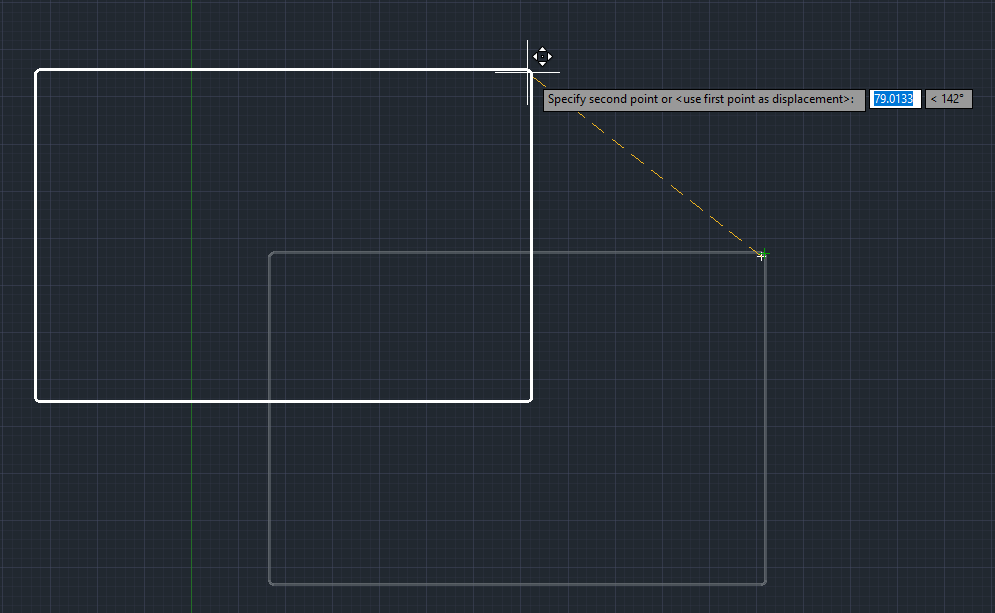 Specify second point or <use first point as displacement>: 79.0133 < 142°